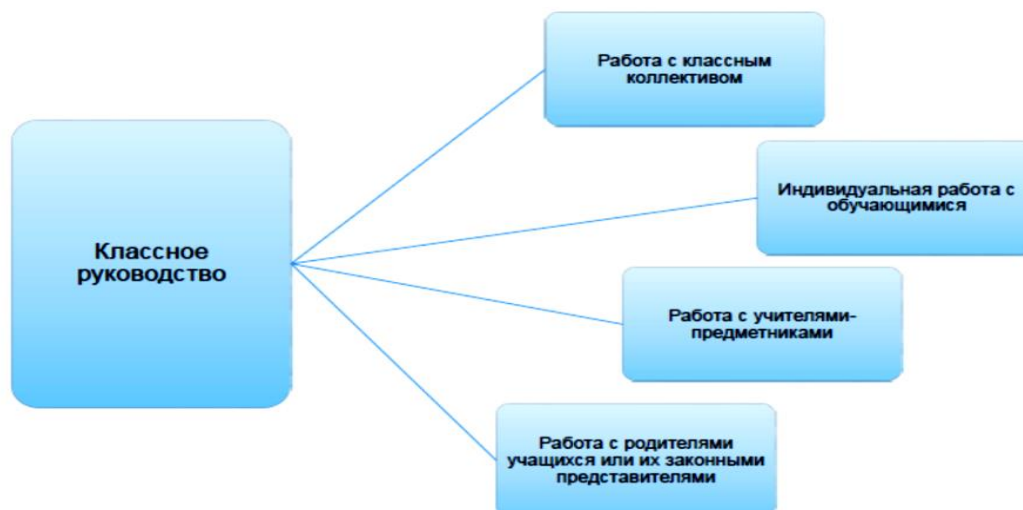 Классное
руководство
Работа с классным
коллективом
Индивидуальная работа с
обучающимися
Работа с учителями-
предметниками
Работа с родителями
учащихся или их законными
представителями